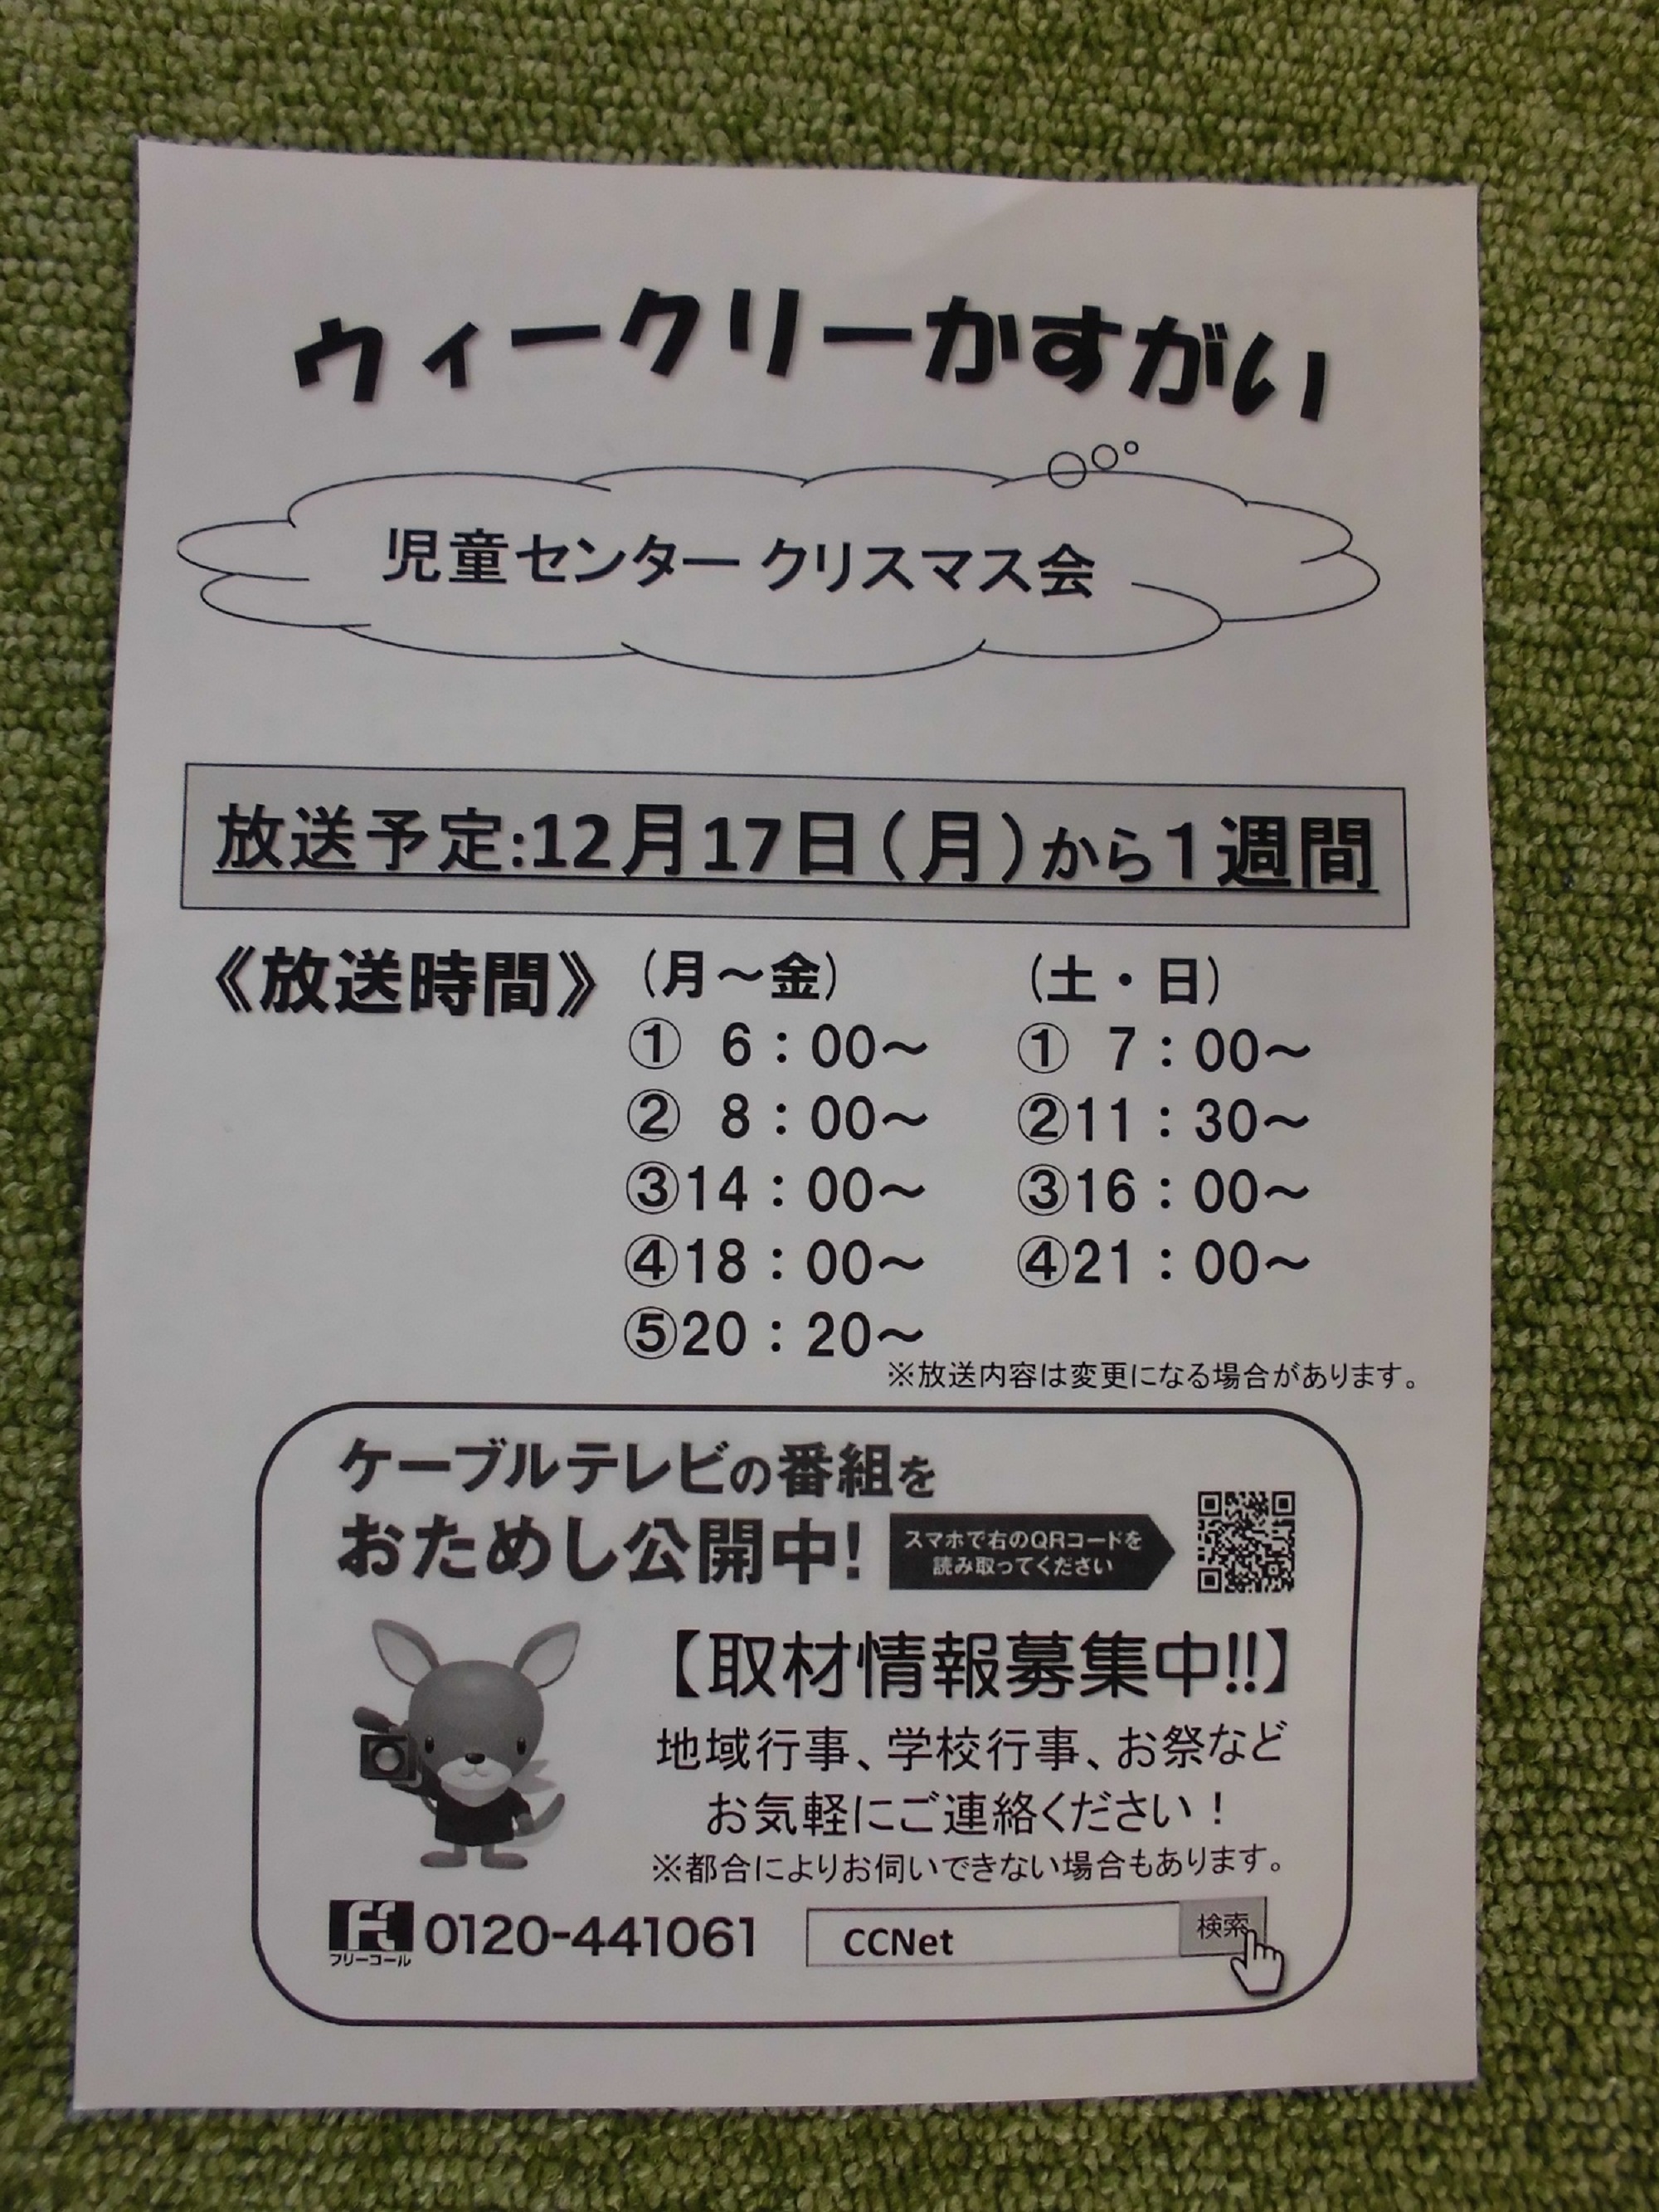 ウィークリーかすがい
児童センター クリスマス会
放送予定:12月17日(月)から1週間
《放送時間》 (月～金) (土・日)
① 6：00～ ① 7：00～
② 8：00～ ②11：30～
③14：00～ ③16：00～
④18：00～ ④21：00～
⑤20：20～
※放送内容は変更になる場合があります。
ケーブルテレビの番組を
おためし公開中!
スマホで右のQRコードを
読み取ってください
【取材情報募集中!!】
地域行事、学校行事、お祭など
お気軽にご連絡ください！
※都合によりお伺いできない場合もあります。
フリーコール 0120-441061 CCNet 検索